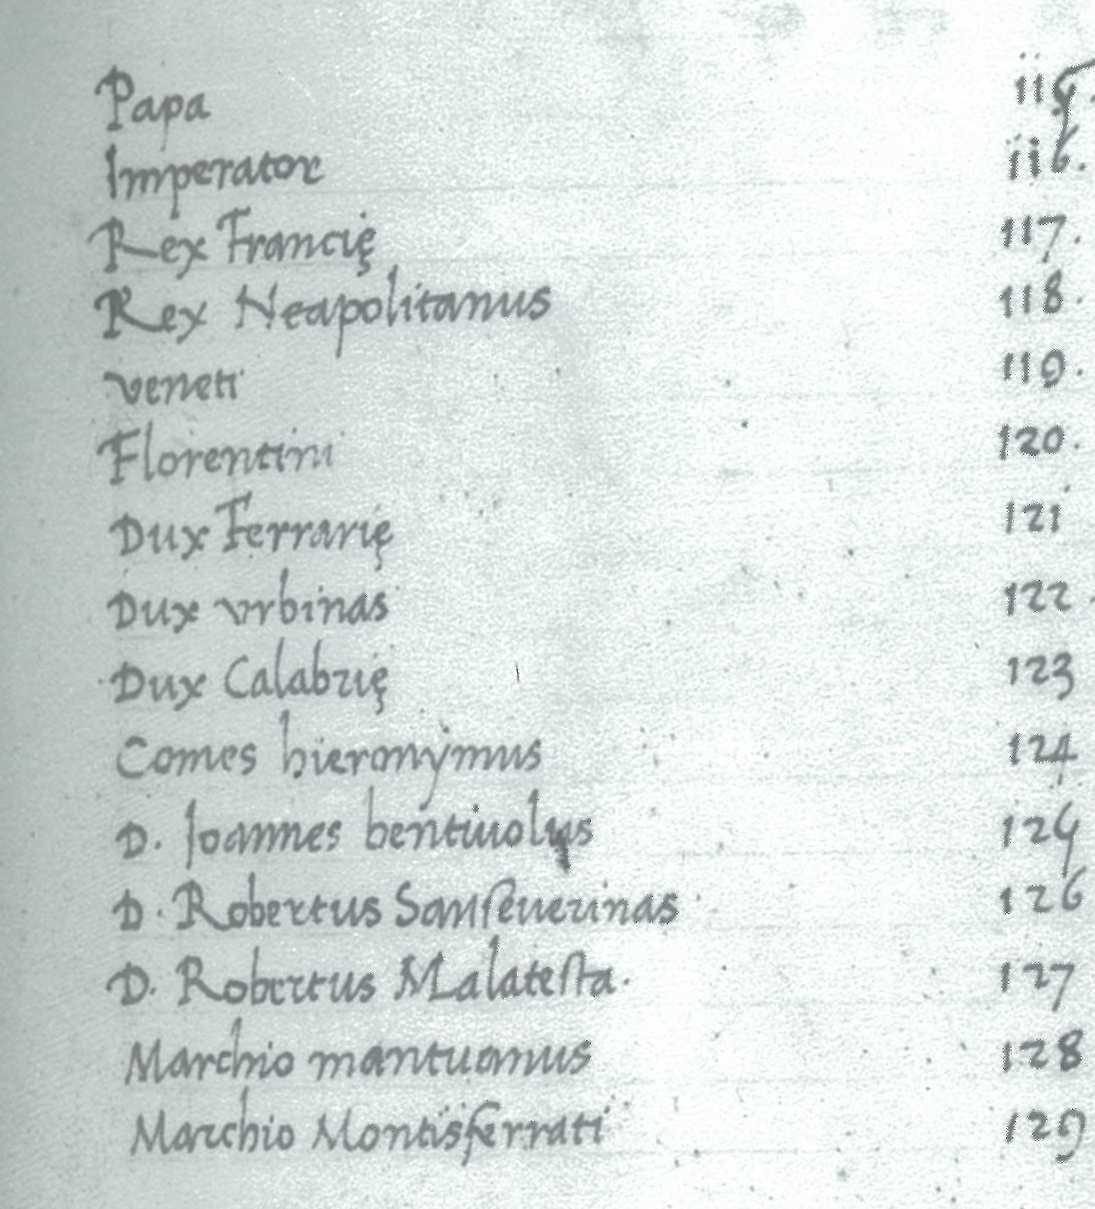 Papa 115.
Imperator 116.
Rex Francię 117.
Rex Neapolitanus 118.
veneti 119.
Florentini 120.
Dux Ferrarię 121
Dux vrbinas 122.
Dux Calabrię 123
Comes hieronymus 124
D. Joannes bentiuolus 125
D. Robertus Sanſeuerinas 126
D. Robertus Malateſta. 127
Marchio mantuanus 128
Marchio Montisferrati 129